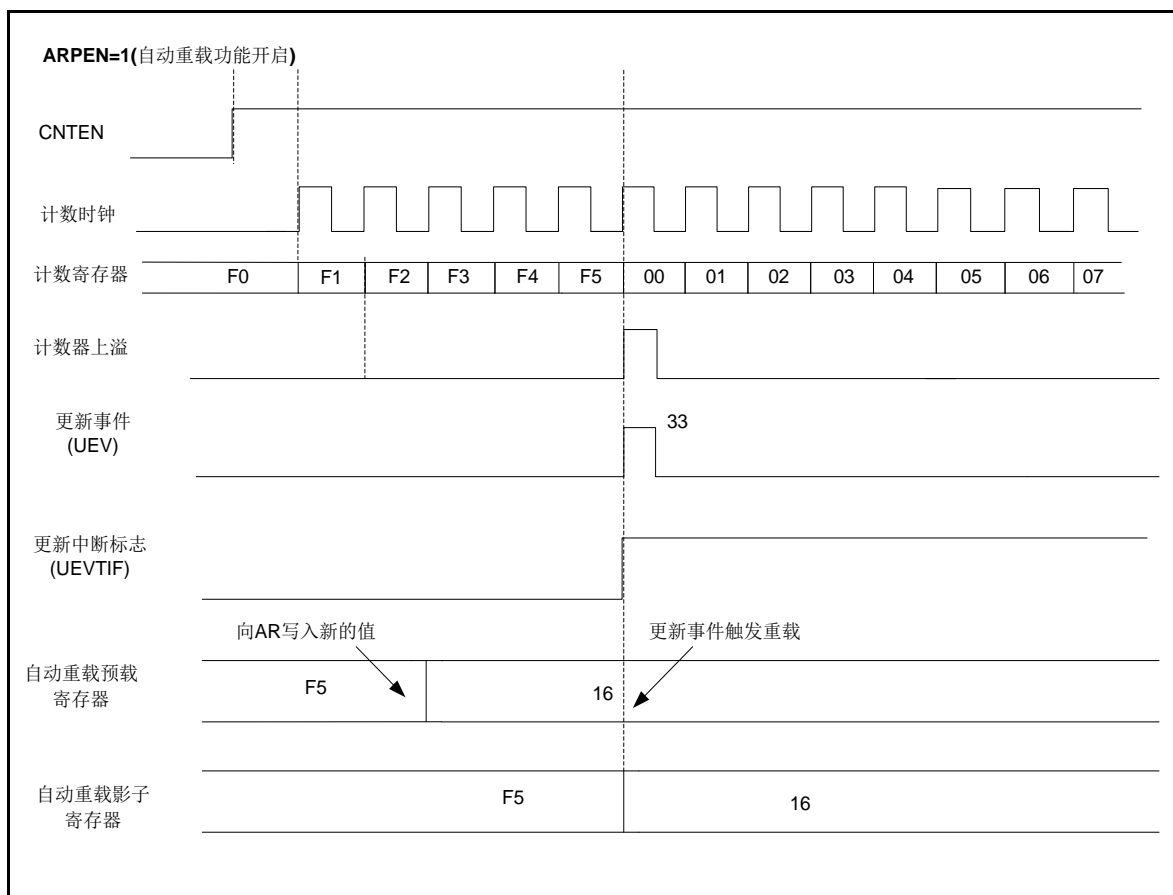 ARPEN=1(自动重载功能开启)
CNTEN
计数时钟
计数寄存器
F0 F1 F2 F3 F4 F5 00 01 02 03 04 05 06 07
计数器上溢
更新事件
(UEV)
33
更新中断标志
(UEVTIF)
向AR写入新的值
更新事件触发重载
自动重载预载
寄存器
F5
16
自动重载影子
寄存器
F5
16